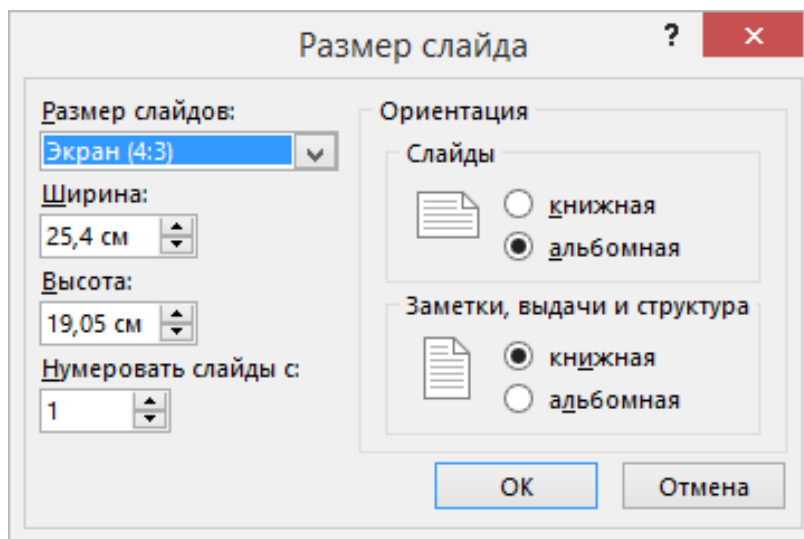 Размер слайда
?
Размер слайдов:
Экран (4:3)
Ширина:
25,4 см
Высота:
19,05 см
Нумеровать слайды с:
1
Ориентация
Слайды
книжная
альбомная
Заметки, выдачи и структура
книжная
альбомная
ОК
Отмена